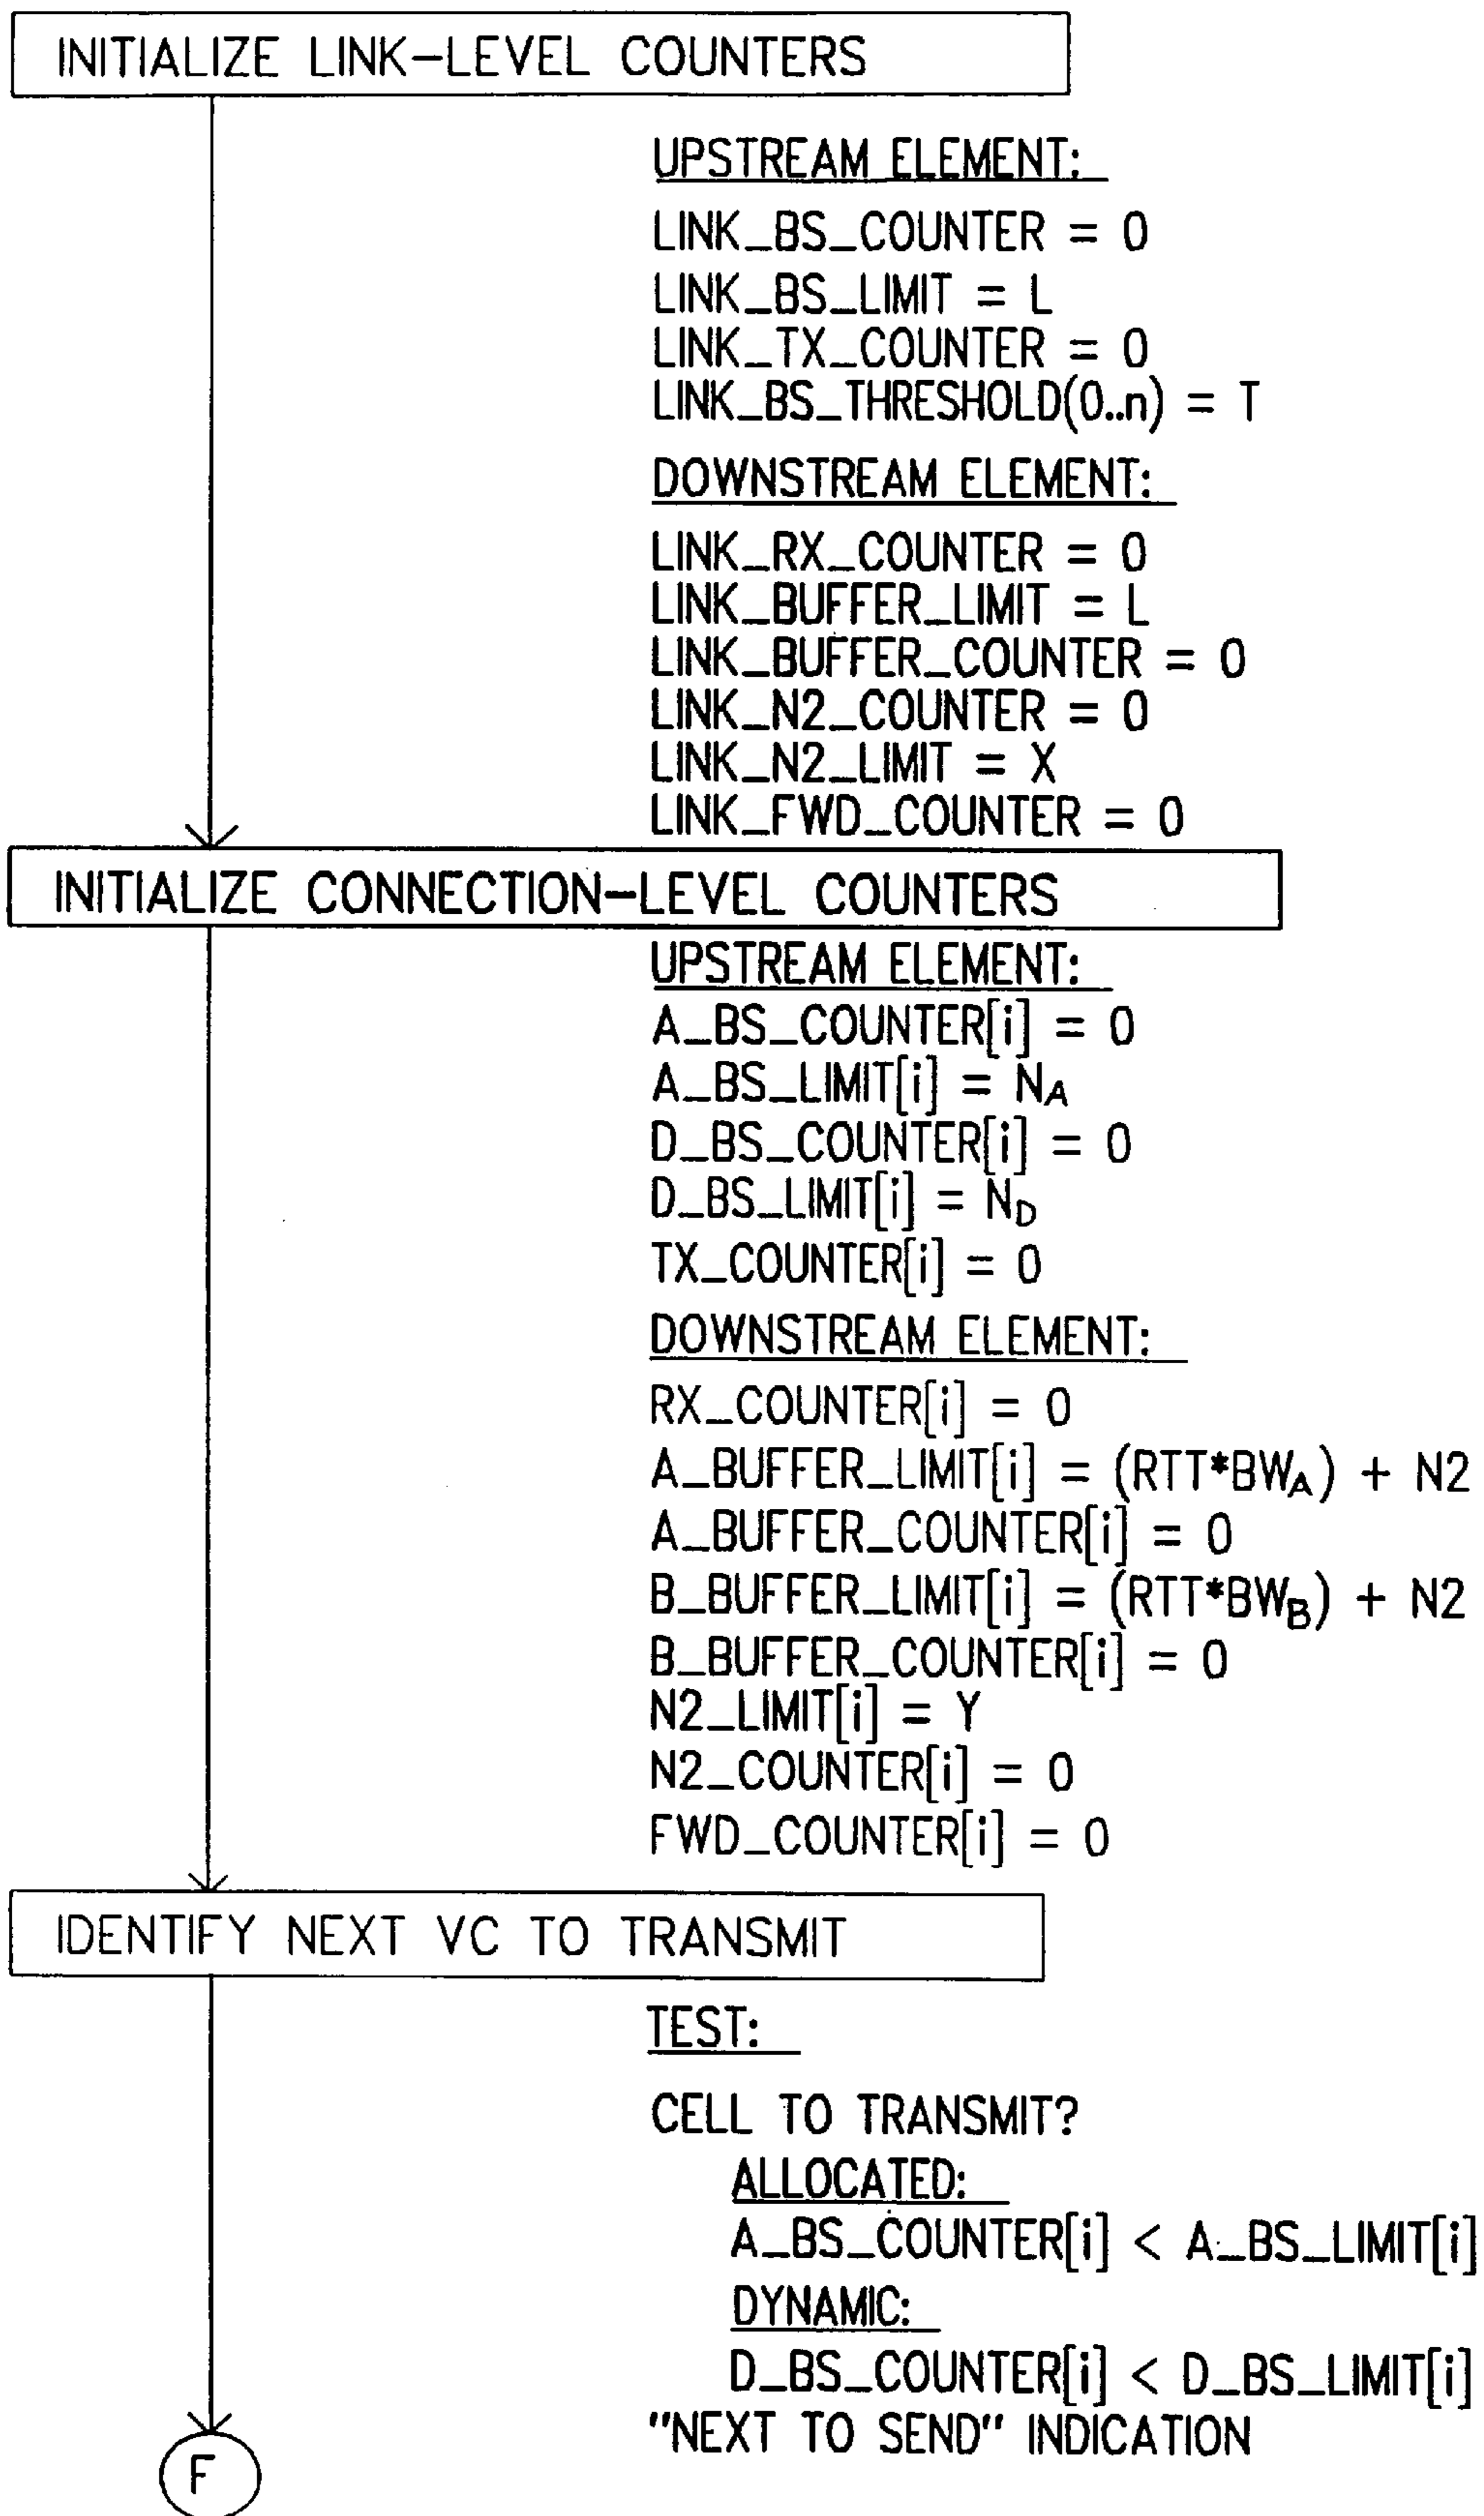 INITIALIZE LINK-LEVEL COUNTERS
UPSTREAM ELEMENT:
LINK_BS_COUNTER = 0
LINK_BS_LIMIT = L
LINK_TX_COUNTER = 0
LINK_BS_THRESHOLD(0..n) = T
DOWNSTREAM ELEMENT:
LINK_RX_COUNTER = 0
LINK_BUFFER_LIMIT = L
LINK_BUFFER_COUNTER = 0
LINK_N2_COUNTER = 0
LINK_N2_LIMIT = X
LINK_FWD_COUNTER = 0
INITIALIZE CONNECTION-LEVEL COUNTERS
UPSTREAM ELEMENT:
A_BS_COUNTER[i] = 0
A_BS_LIMIT[i] = NA
D_BS_COUNTER[i] = 0
D_BS_LIMIT[i] = ND
TX_COUNTER[i] = 0
DOWNSTREAM ELEMENT:
RX_COUNTER[i] = 0
A_BUFFER_LIMIT[i] = (RTT*BWA) + N2
A_BUFFER_COUNTER[i] = 0
B_BUFFER_LIMIT[i] = (RTT*BWB) + N2
B_BUFFER_COUNTER[i] = 0
N2_LIMIT[i] = Y
N2_COUNTER[i] = 0
FWD_COUNTER[i] = 0
IDENTIFY NEXT VC TO TRANSMIT
TEST:
CELL TO TRANSMIT?
ALLOCATED:
A_BS_COUNTER[i] < A_BS_LIMIT[i]
DYNAMIC:
D_BS_COUNTER[i] < D_BS_LIMIT[i]
"NEXT TO SEND" INDICATION
F